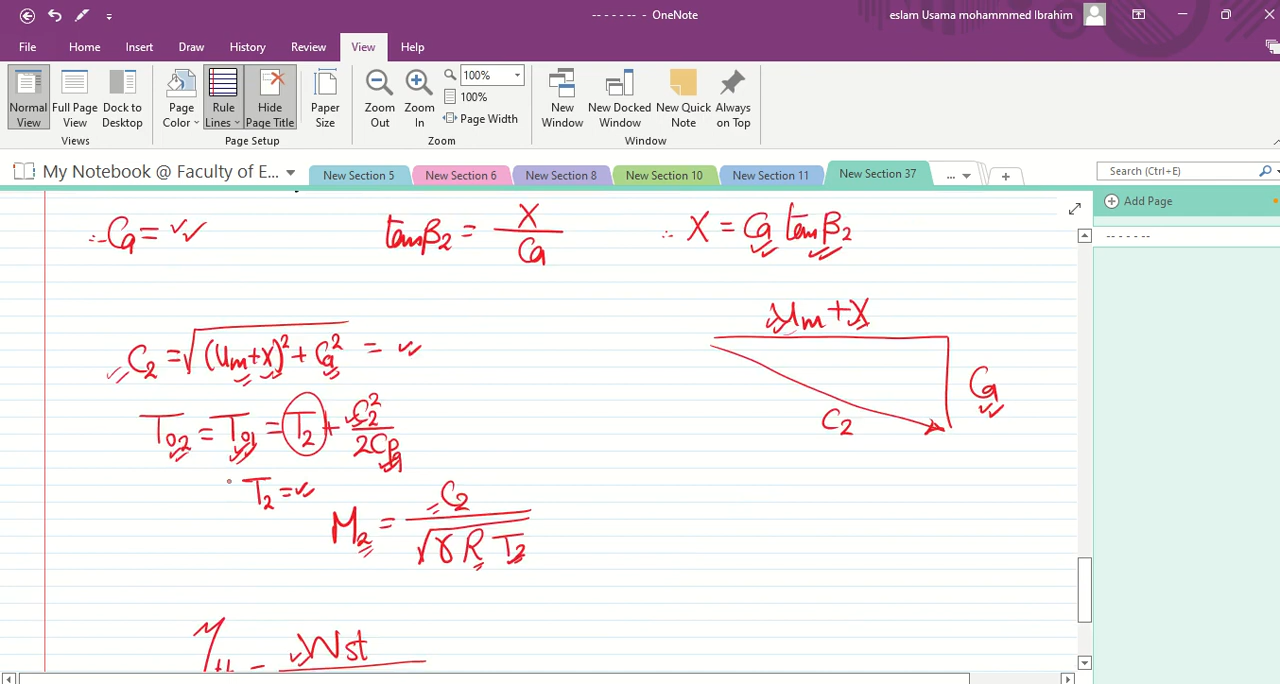 - - - - - - OneNote
eslam Usama mohammmed Ibrahim
File Home Insert Draw History Review View Help
Normal View
Full Page View
Dock to Desktop
Views
Page Color
Rule Lines
Hide Page Title
Paper Size
Page Setup
Zoom Out
Zoom In
100%
100%
Page Width
Zoom
New Window
New Docked Window
New Quick Note
Always on Top
Window
My Notebook @ Faculty of E...
New Section 5
New Section 6
New Section 8
New Section 10
New Section 11
New Section 37
...
Search (Ctrl+E)
Add Page
- - - - - -
∴ Ca = ✓✓ tanβ₂ = X / Ca ∴ X = Ca tanβ₂
Um + X
C₂ = √((Um+X)² + Ca²) = ✓✓
Ca
C₂
T₀₂ = T₀₁ = T₂ + C₂² / 2Cpa
T₂ = ✓
M₂ = C₂ / √(γ R T₂)
Wst